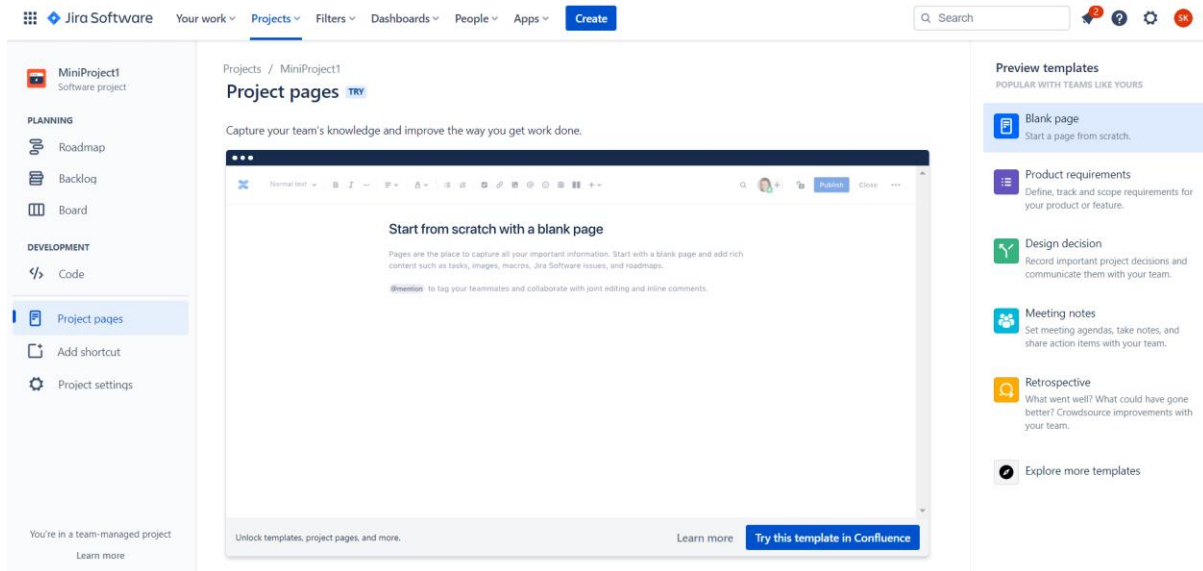 Jira Software Your work Projects Filters Dashboards People Apps Create Search 2 SK
MiniProject1
Software project
PLANNING
Roadmap
Backlog
Board
DEVELOPMENT
Code
Project pages
Add shortcut
Project settings
You're in a team-managed project
Learn more
Projects / MiniProject1
Project pages TRY
Capture your team's knowledge and improve the way you get work done.
Normal text B I A Publish Close
Start from scratch with a blank page
Pages are the place to capture all your important information. Start with a blank page and add rich
content such as tasks, images, macros, Jira Software issues, and roadmaps.
@mention to tag your teammates and collaborate with joint editing and inline comments.
Unlock templates, project pages, and more. Learn more Try this template in Confluence
Preview templates
POPULAR WITH TEAMS LIKE YOURS
Blank page
Start a page from scratch.
Product requirements
Define, track and scope requirements for
your product or feature.
Design decision
Record important project decisions and
communicate them with your team.
Meeting notes
Set meeting agendas, take notes, and
share action items with your team.
Retrospective
What went well? What could have gone
better? Crowdsource improvements with
your team.
Explore more templates